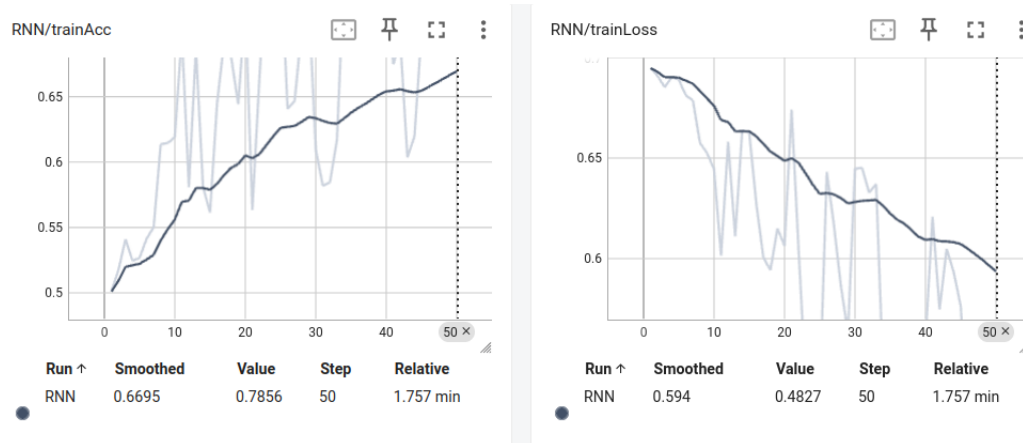 RNN/trainAcc
0.65
0.6
0.55
0.5
0 10 20 30 40 50 ×
Run ↑ Smoothed Value Step Relative
RNN 0.6695 0.7856 50 1.757 min
RNN/trainLoss
0.7
0.65
0.6
0 10 20 30 40 50 ×
Run ↑ Smoothed Value Step Relative
RNN 0.594 0.4827 50 1.757 min